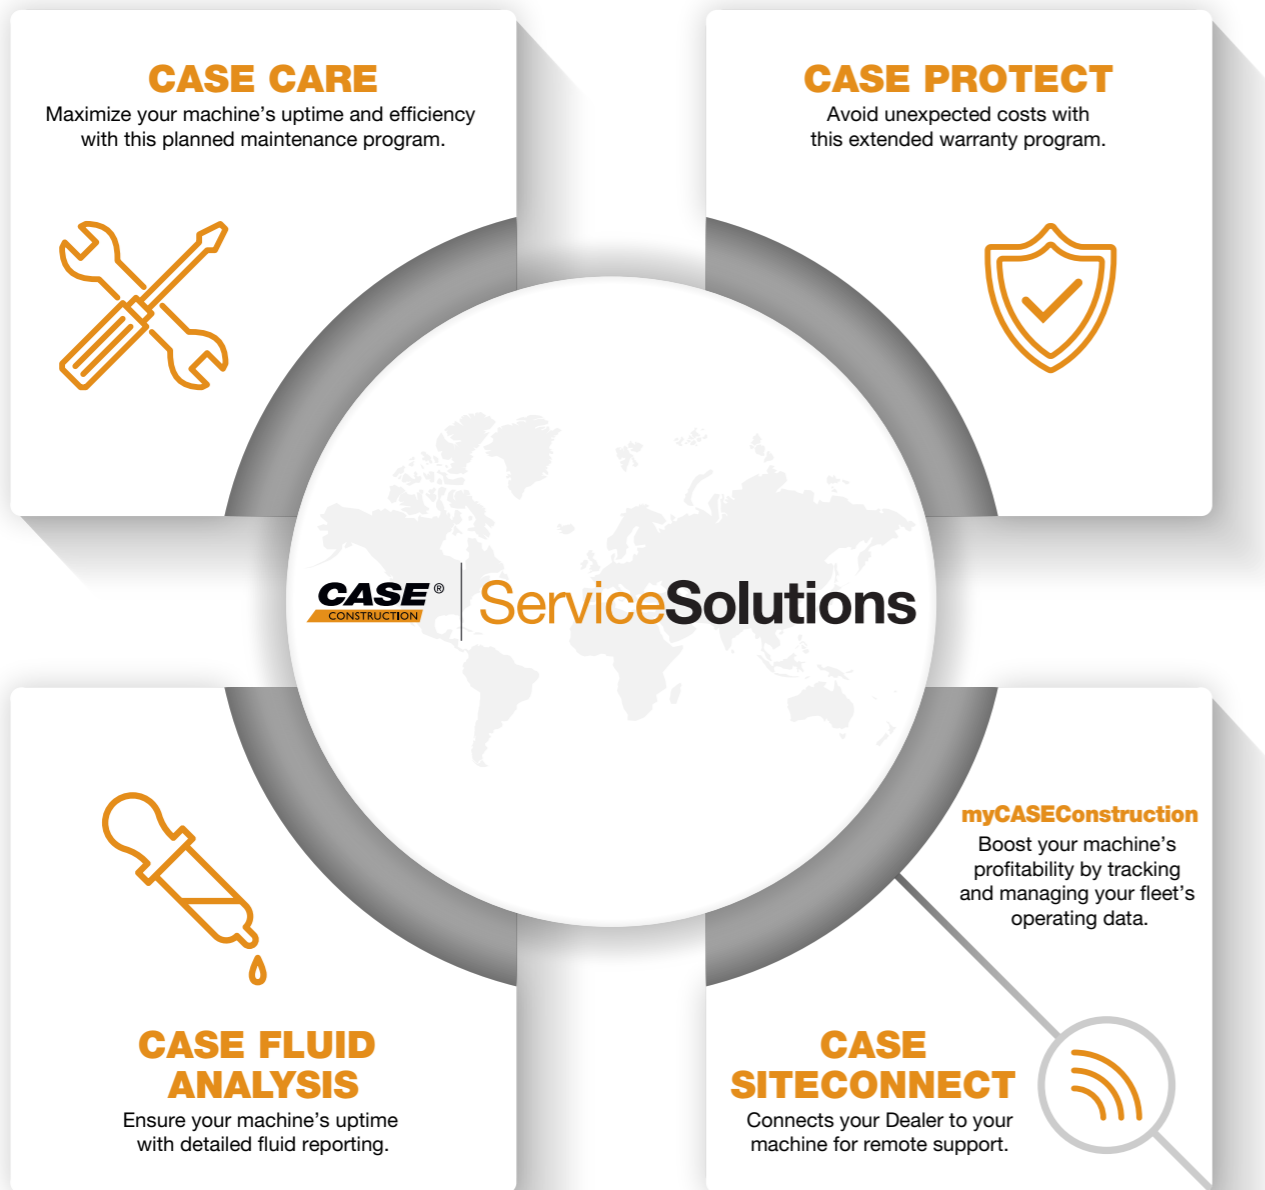 CASE CARE
Maximize your machine's uptime and efficiency
with this planned maintenance program.
CASE PROTECT
Avoid unexpected costs with
this extended warranty program.
CASE®
CONSTRUCTION
ServiceSolutions
CASE FLUID
ANALYSIS
Ensure your machine's uptime
with detailed fluid reporting.
myCASEConstruction
Boost your machine's
profitability by tracking
and managing your fleet's
operating data.
CASE
SITECONNECT
Connects your Dealer to your
machine for remote support.